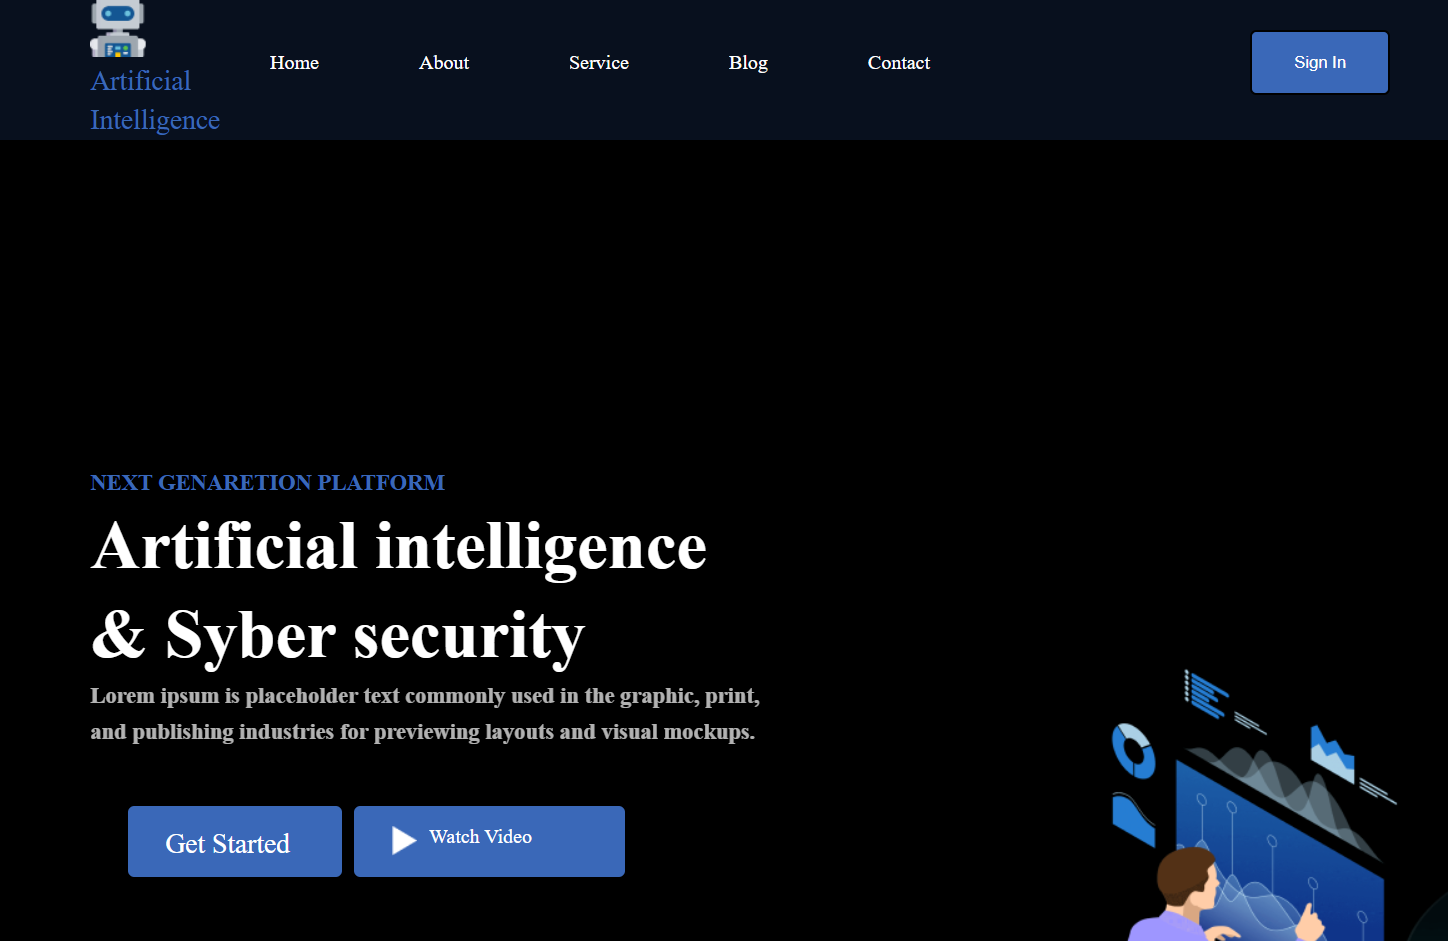 Artificial
Intelligence
Home
About
Service
Blog
Contact
Sign In
NEXT GENARETION PLATFORM
Artificial intelligence
& Syber security
Lorem ipsum is placeholder text commonly used in the graphic, print,
and publishing industries for previewing layouts and visual mockups.
Get Started
Watch Video